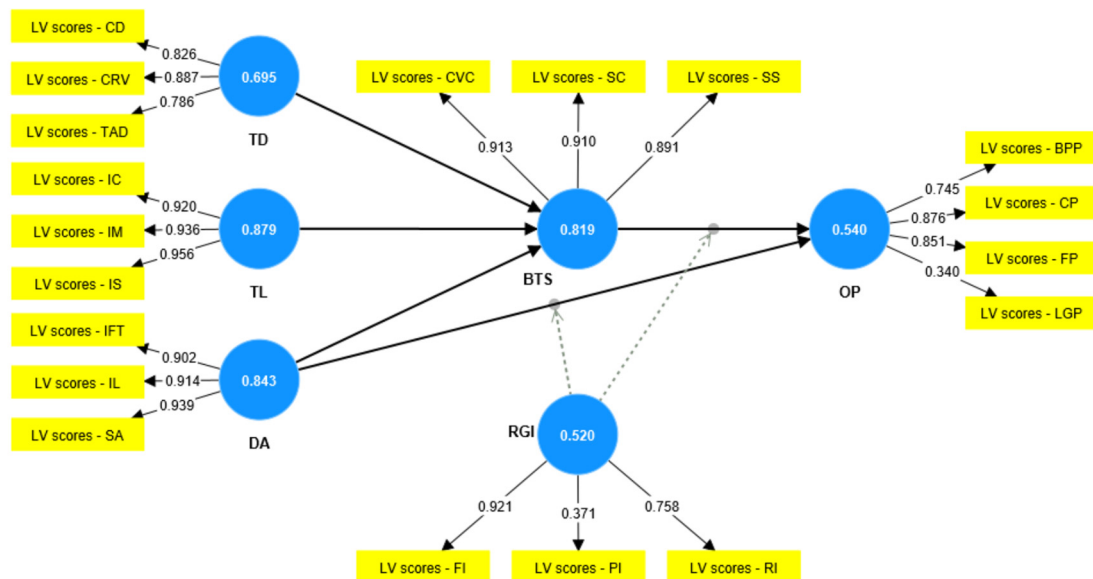 LV scores - CD
0.826
LV scores - CRV
0.887
0.786
LV scores - TAD
0.695
TD
LV scores - CVC
LV scores - SC
LV scores - SS
0.913
0.910
0.891
LV scores - IC
0.920
LV scores - IM
0.936
0.956
LV scores - IS
0.879
TL
0.819
BTS
0.540
OP
LV scores - BPP
0.745
LV scores - CP
0.876
0.851
LV scores - FP
0.340
LV scores - LGP
LV scores - IFT
0.902
LV scores - IL
0.914
0.939
LV scores - SA
0.843
DA
RGI
0.520
0.921
0.371
0.758
LV scores - FI
LV scores - PI
LV scores - RI